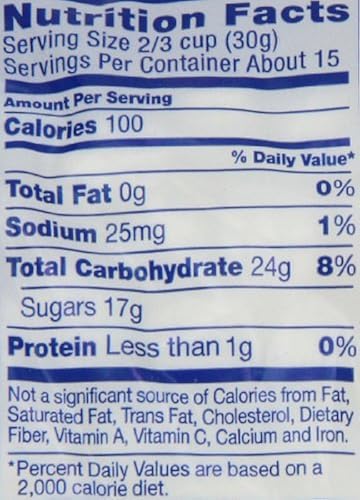 Nutrition Facts
Serving Size 2/3 cup (30g)
Servings Per Container About 15
Amount Per Serving
Calories 100
% Daily Value*
Total Fat 0g 0%
Sodium 25mg 1%
Total Carbohydrate 24g 8%
Sugars 17g
Protein Less than 1g 0%
Not a significant source of Calories from Fat,
Saturated Fat, Trans Fat, Cholesterol, Dietary
Fiber, Vitamin A, Vitamin C, Calcium and Iron.
*Percent Daily Values are based on a
2,000 calorie diet.